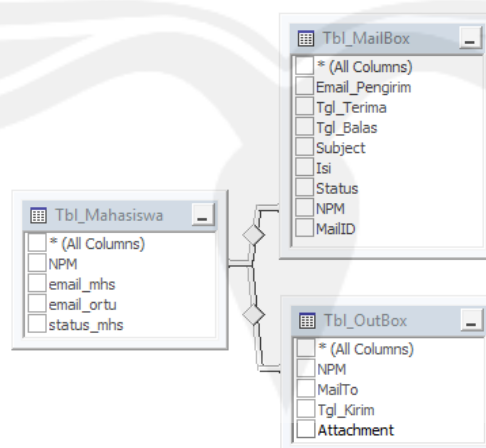 Tbl_MailBox
* (All Columns)
Email_Pengirim
Tgl_Terima
Tgl_Balas
Subject
Isi
Status
NPM
MailID
Tbl_Mahasiswa
* (All Columns)
NPM
email_mhs
email_ortu
status_mhs
Tbl_OutBox
* (All Columns)
NPM
MailTo
Tgl_Kirim
Attachment